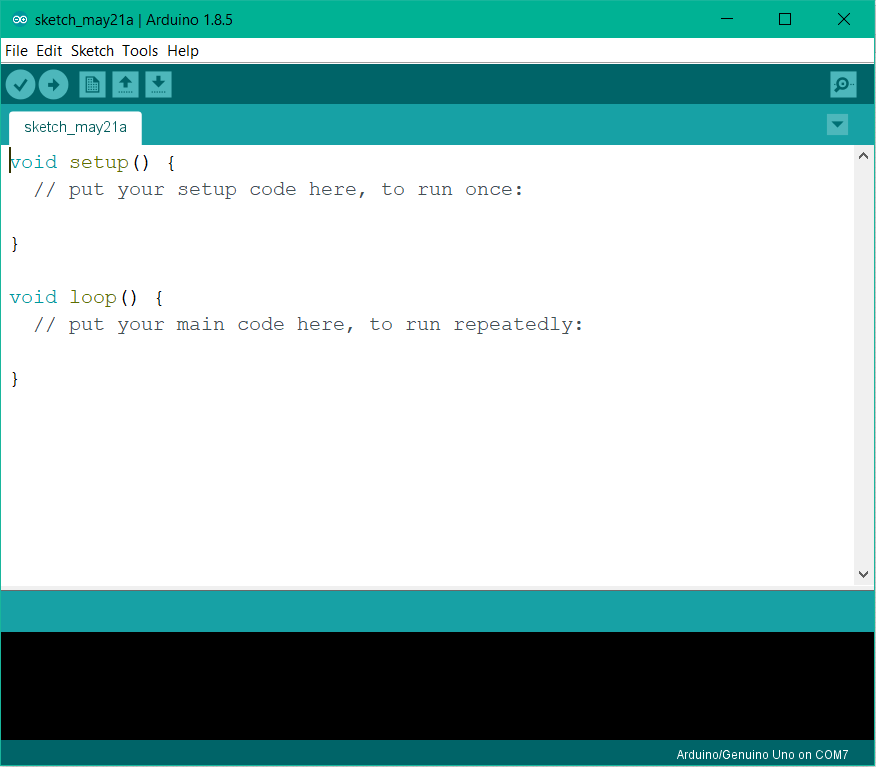 sketch_may21a | Arduino 1.8.5
File Edit Sketch Tools Help
sketch_may21a
void setup() {
  // put your setup code here, to run once:

}

void loop() {
  // put your main code here, to run repeatedly:

}
Arduino/Genuino Uno on COM7